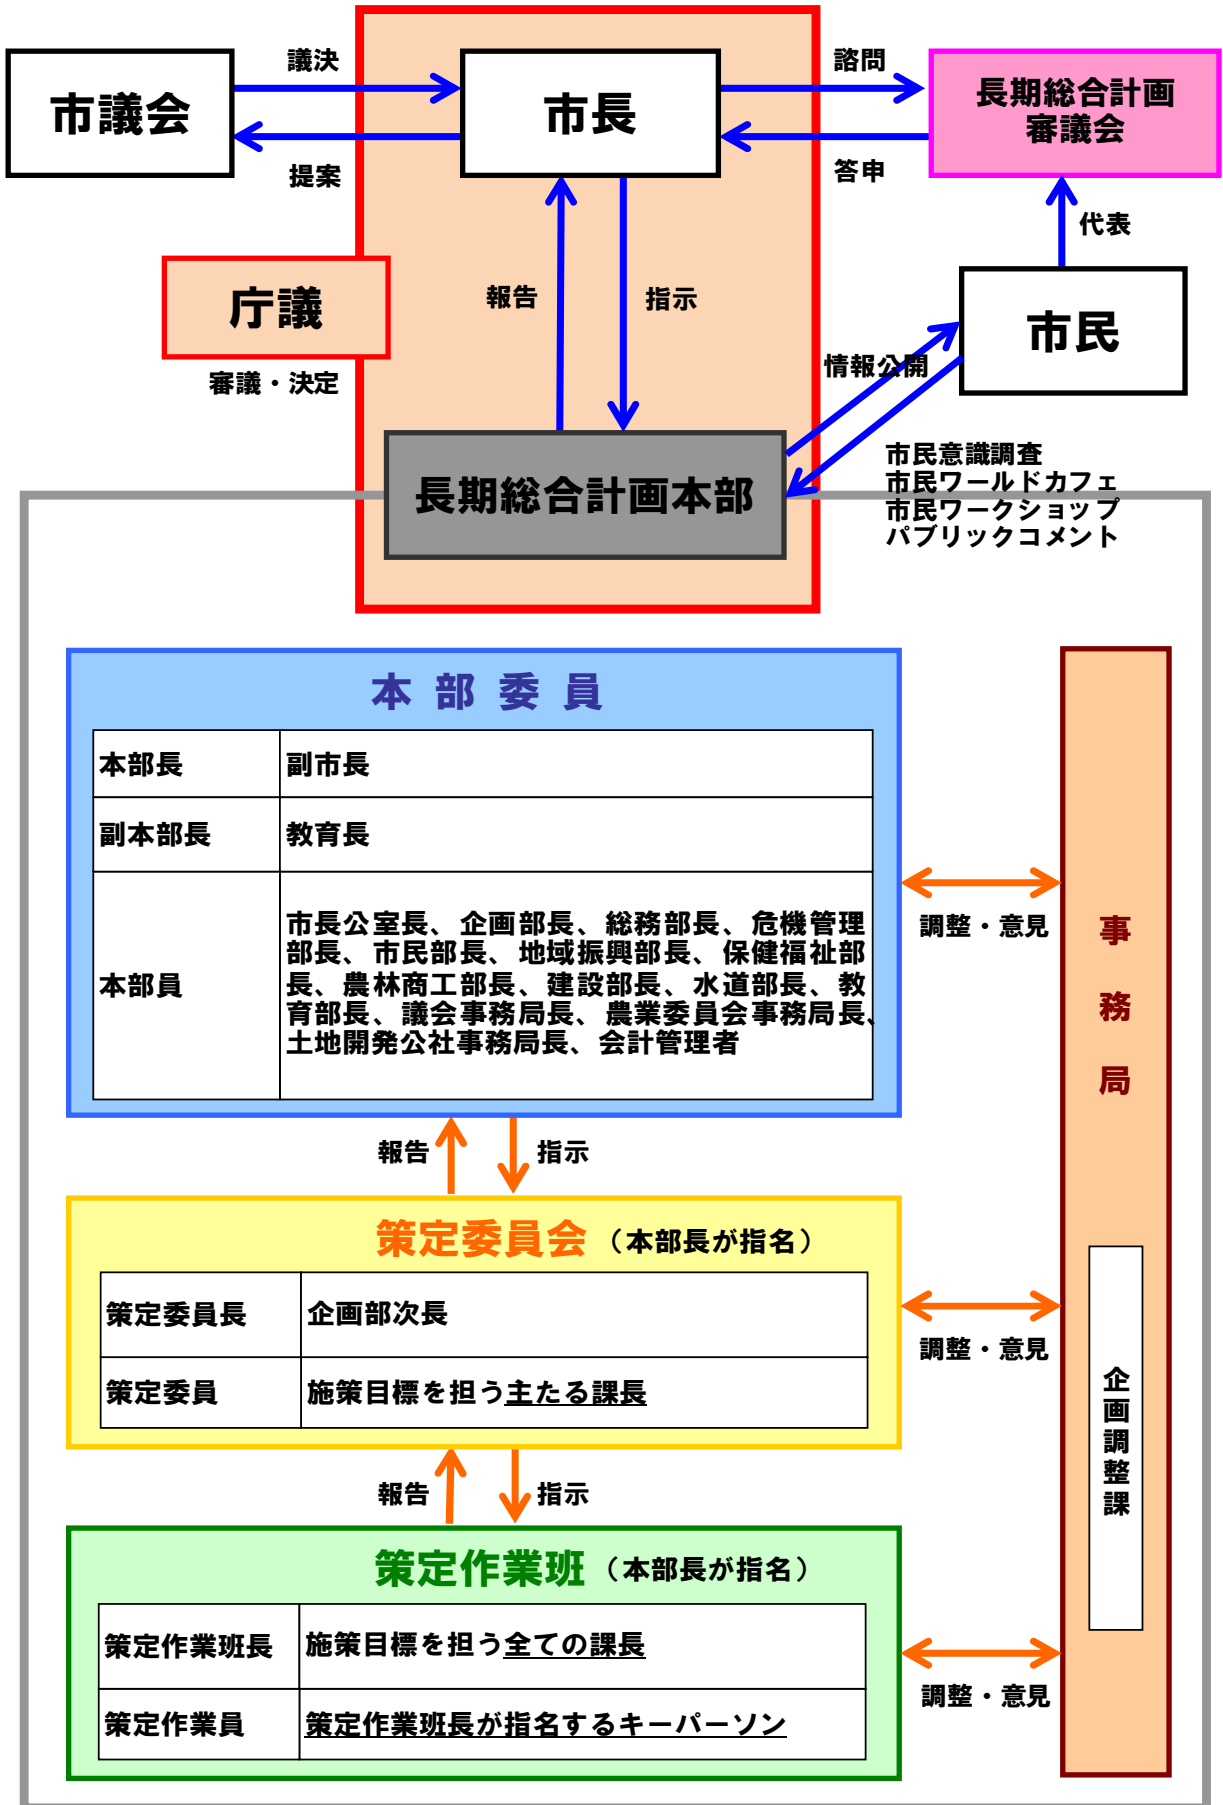 議決
諮問
市議会
市長
長期総合計画
審議会
提案
答申
代表
庁議
報告
指示
市民
審議・決定
情報公開
長期総合計画本部
市民意識調査
市民ワールドカフェ
市民ワークショップ
パブリックコメント
本部委員
本部長
副市長
副本部長
教育長
本部員
市長公室長、企画部長、総務部長、危機管理
部長、市民部長、地域振興部長、保健福祉部
長、農林商工部長、建設部長、水道部長、教
育部長、議会事務局長、農業委員会事務局長、
土地開発公社事務局長、会計管理者
調整・意見
事務局
報告
指示
策定委員会（本部長が指名）
策定委員長
企画部次長
策定委員
施策目標を担う主たる課長
調整・意見
企画調整課
報告
指示
策定作業班（本部長が指名）
策定作業班長
施策目標を担う全ての課長
策定作業員
策定作業班長が指名するキーパーソン
調整・意見